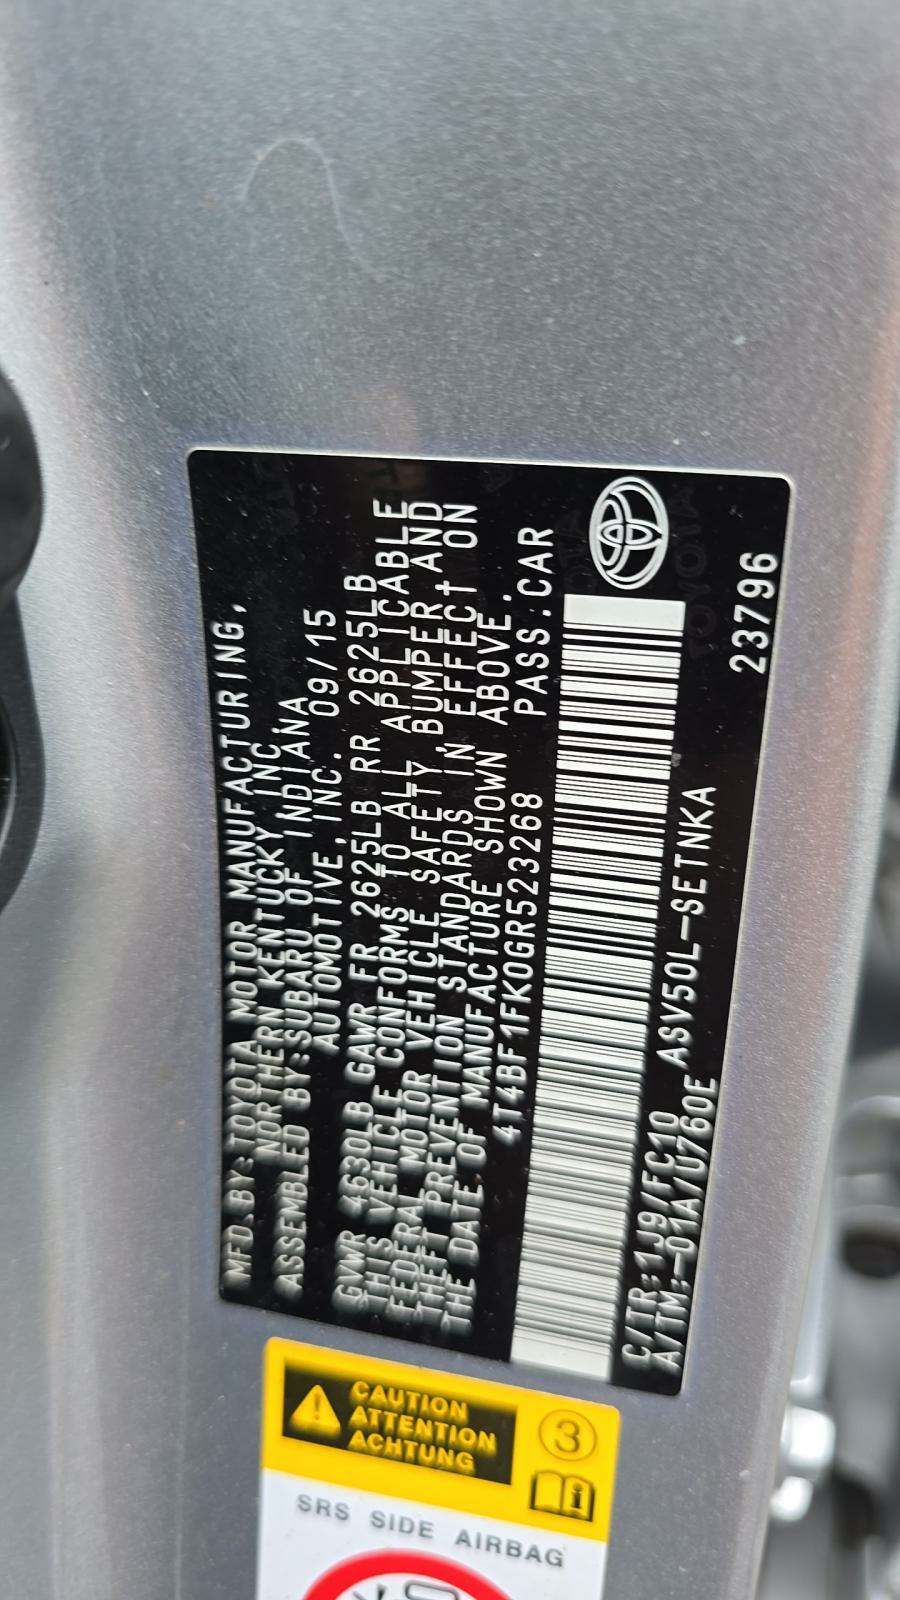 MFD.BY:TOYOTA MOTOR MANUFACTURING,
NORTHERN KENTUCKY INC.
ASSEMBLED BY:SUBARU OF INDIANA
AUTOMOTIVE,INC. 09/15
GVWR 4630LB GAWR FR 2625LB RR 2625LB
THIS VEHICLE CONFORMS TO ALL APPLICABLE
FEDERAL MOTOR VEHICLE SAFETY,BUMPER,AND
THEFT PREVENTION STANDARDS IN EFFECT ON
THE DATE OF MANUFACTURE SHOWN ABOVE.
4T4BF1FK0GR523268 PASS.CAR
C/TR:1J9/FC10 ASV50L-SETNKA
A/TM:-01A/U760E 23796
CAUTION
ATTENTION
ACHTUNG
3
SRS SIDE AIRBAG